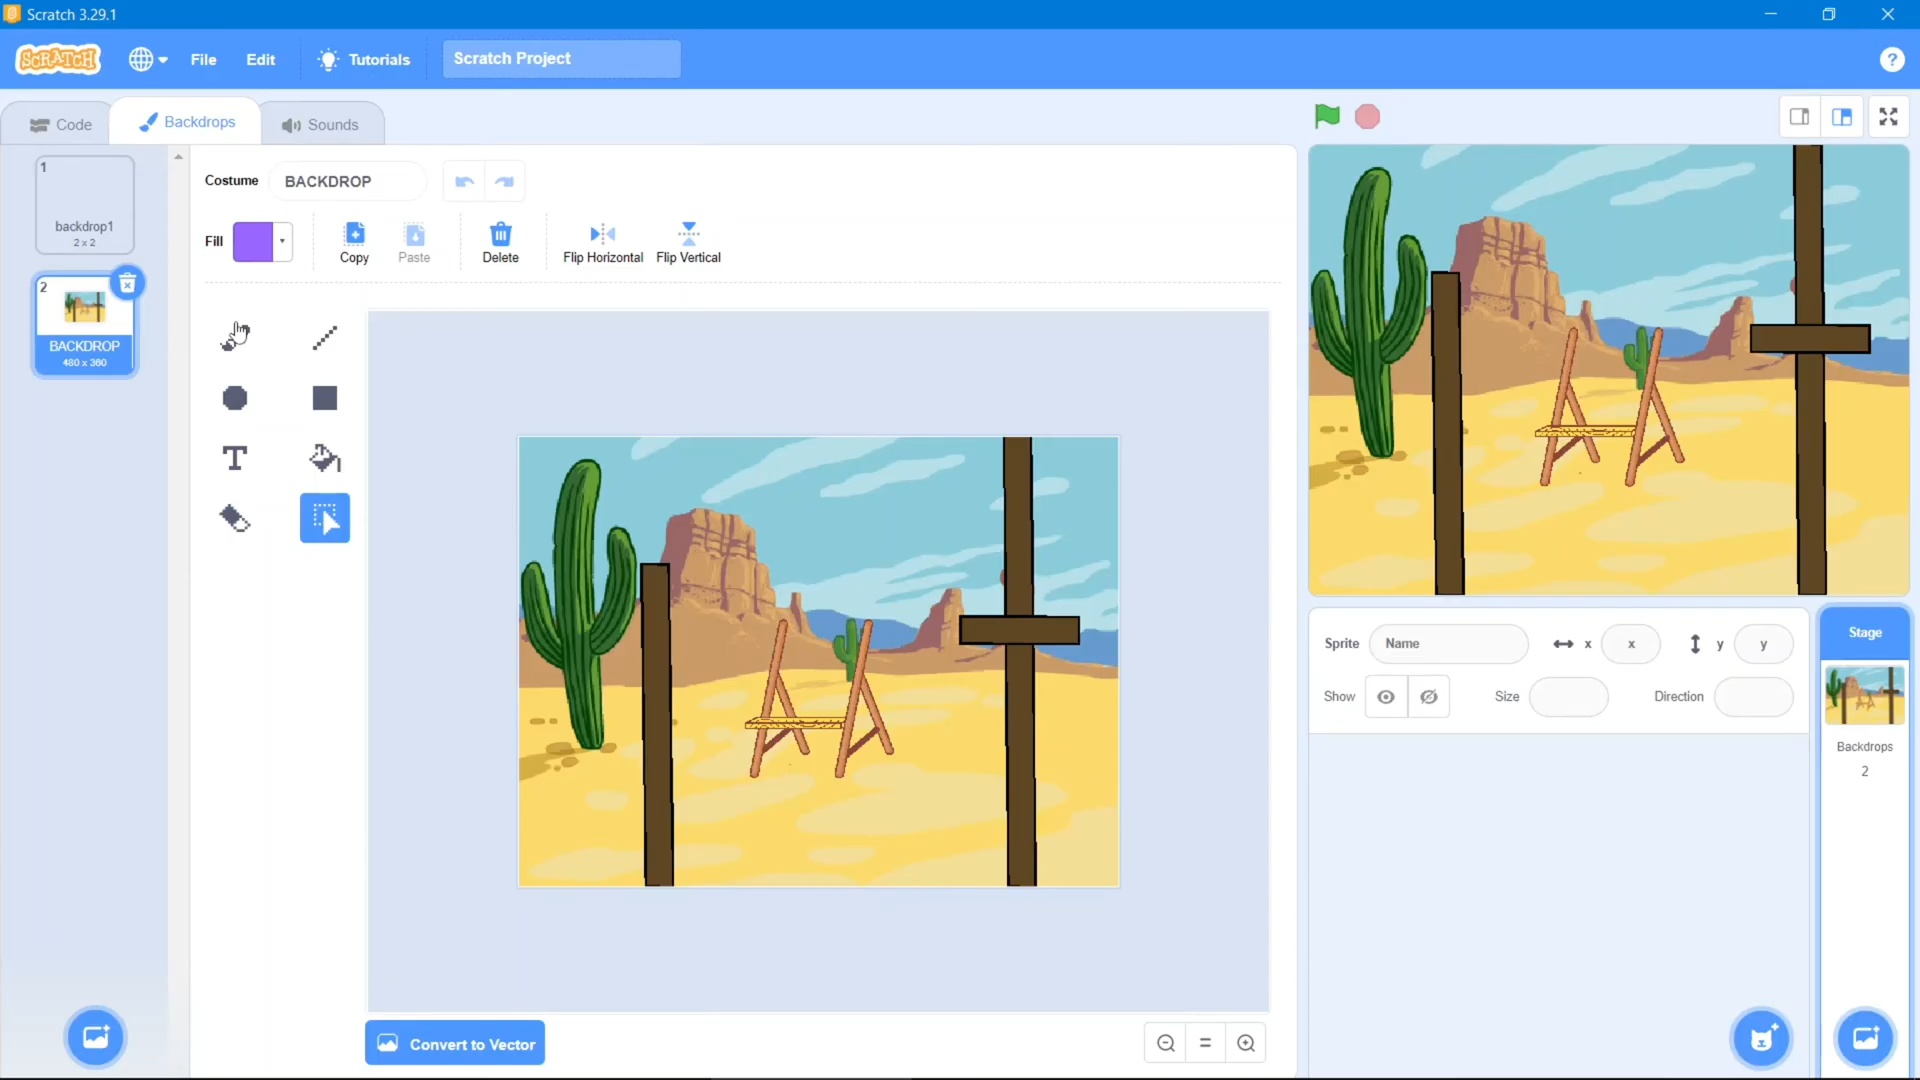 Scratch 3.29.1
SCRATCH
File
Edit
Tutorials
Scratch Project
?
Code
Backdrops
Sounds
1
backdrop1
2 x 2
2
BACKDROP
480 x 360
Costume
BACKDROP
Fill
Copy
Paste
Delete
Flip Horizontal
Flip Vertical
T
Convert to Vector
Sprite
Name
x
x
y
y
Show
Size
Direction
Stage
Backdrops
2